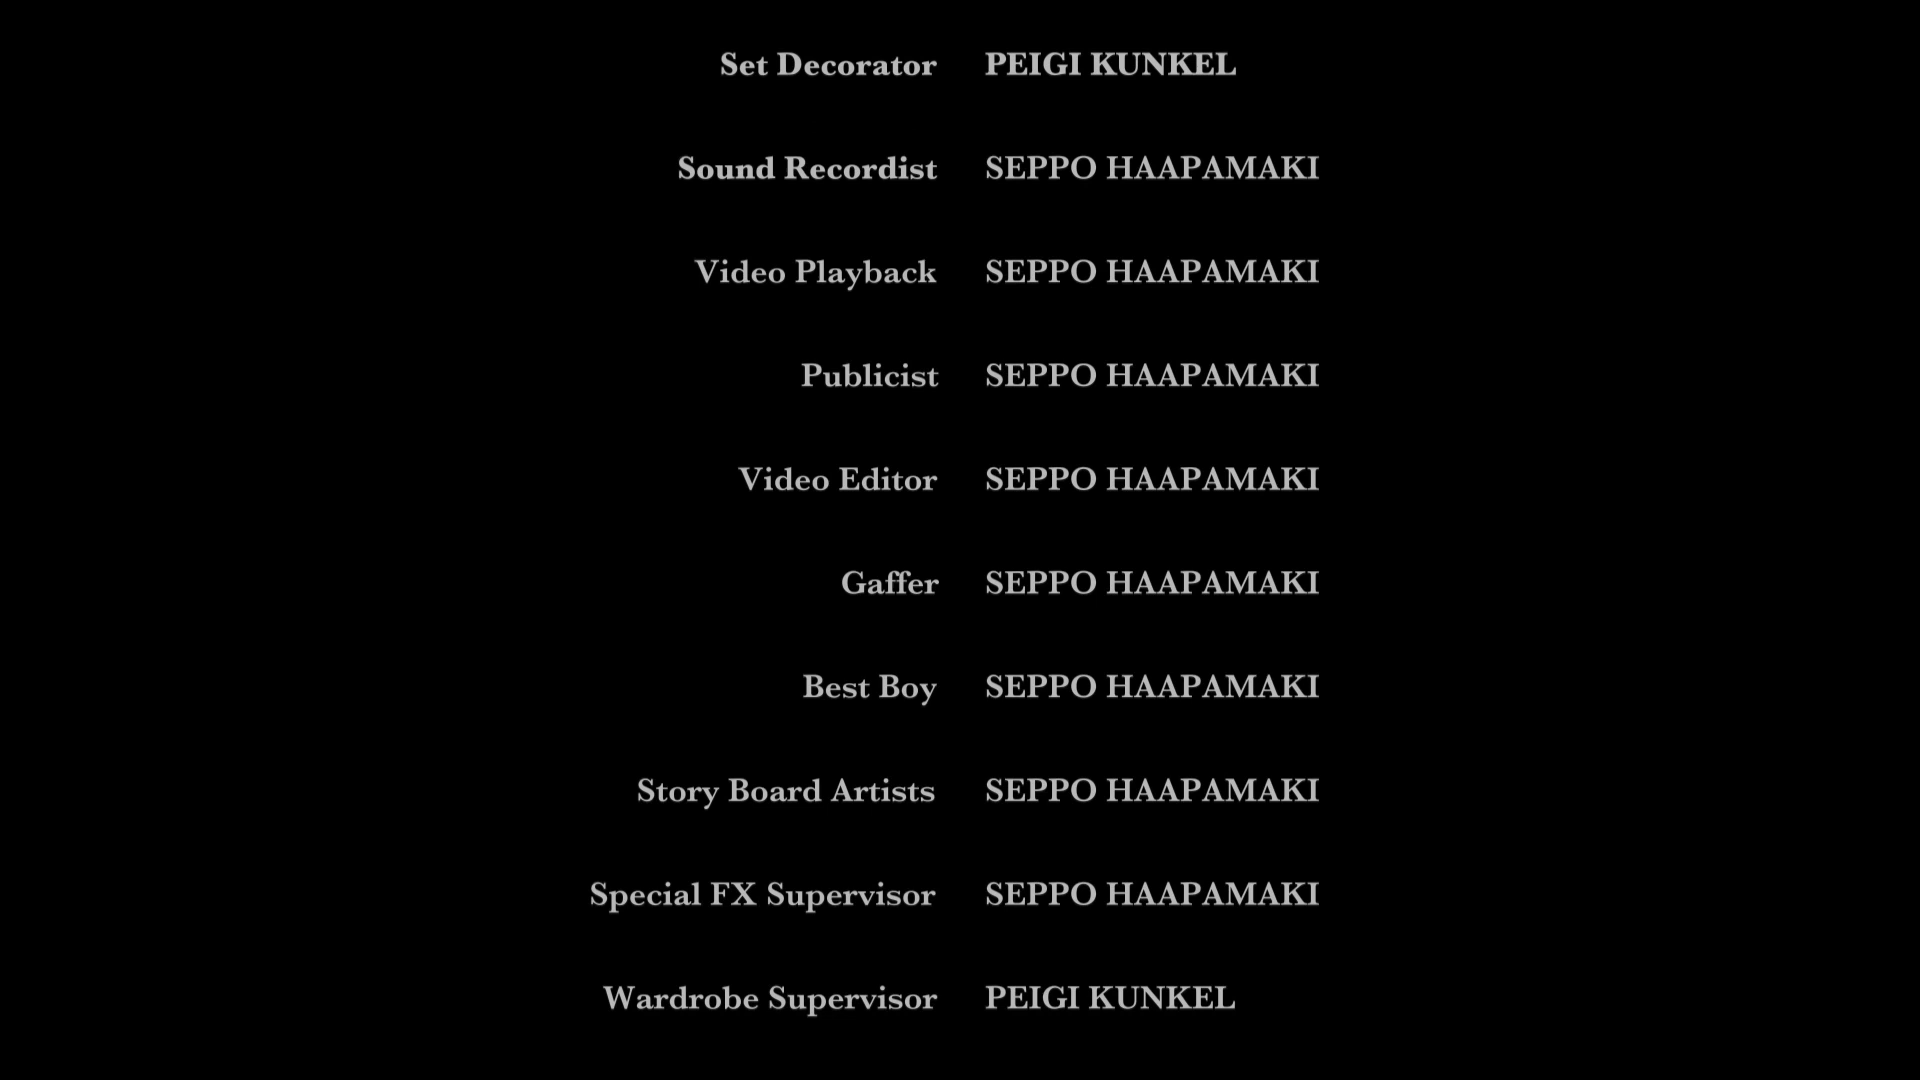 Set Decorator PEIGI KUNKEL
Sound Recordist SEPPO HAAPAMAKI
Video Playback SEPPO HAAPAMAKI
Publicist SEPPO HAAPAMAKI
Video Editor SEPPO HAAPAMAKI
Gaffer SEPPO HAAPAMAKI
Best Boy SEPPO HAAPAMAKI
Story Board Artists SEPPO HAAPAMAKI
Special FX Supervisor SEPPO HAAPAMAKI
Wardrobe Supervisor PEIGI KUNKEL